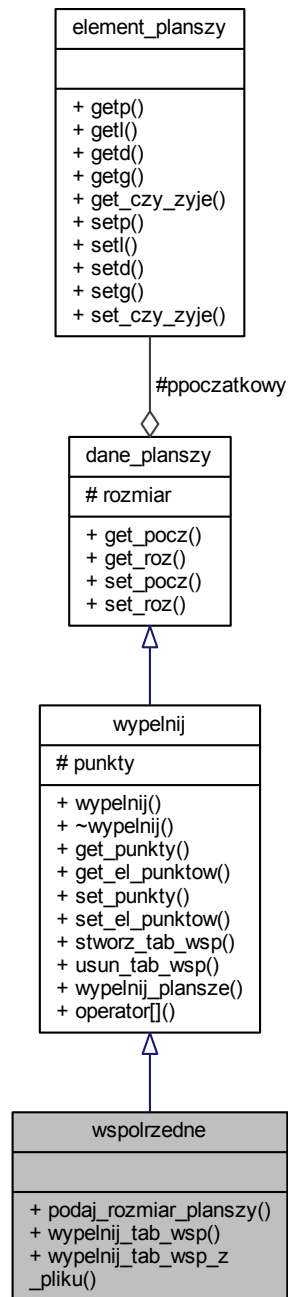 element_planszy
+ getp()
+ getl()
+ getd()
+ getg()
+ get_czy_zyje()
+ setp()
+ setl()
+ setd()
+ setg()
+ set_czy_zyje()
#ppoczatkowy
dane_planszy
# rozmiar
+ get_pocz()
+ get_roz()
+ set_pocz()
+ set_roz()
wypelnij
# punkty
+ wypelnij()
+ ~wypelnij()
+ get_punkty()
+ get_el_punktow()
+ set_punkty()
+ set_el_punktow()
+ stworz_tab_wsp()
+ usun_tab_wsp()
+ wypelnij_plansze()
+ operator[]()
wspolrzedne
+ podaj_rozmiar_planszy()
+ wypelnij_tab_wsp()
+ wypelnij_tab_wsp_z
_pliku()